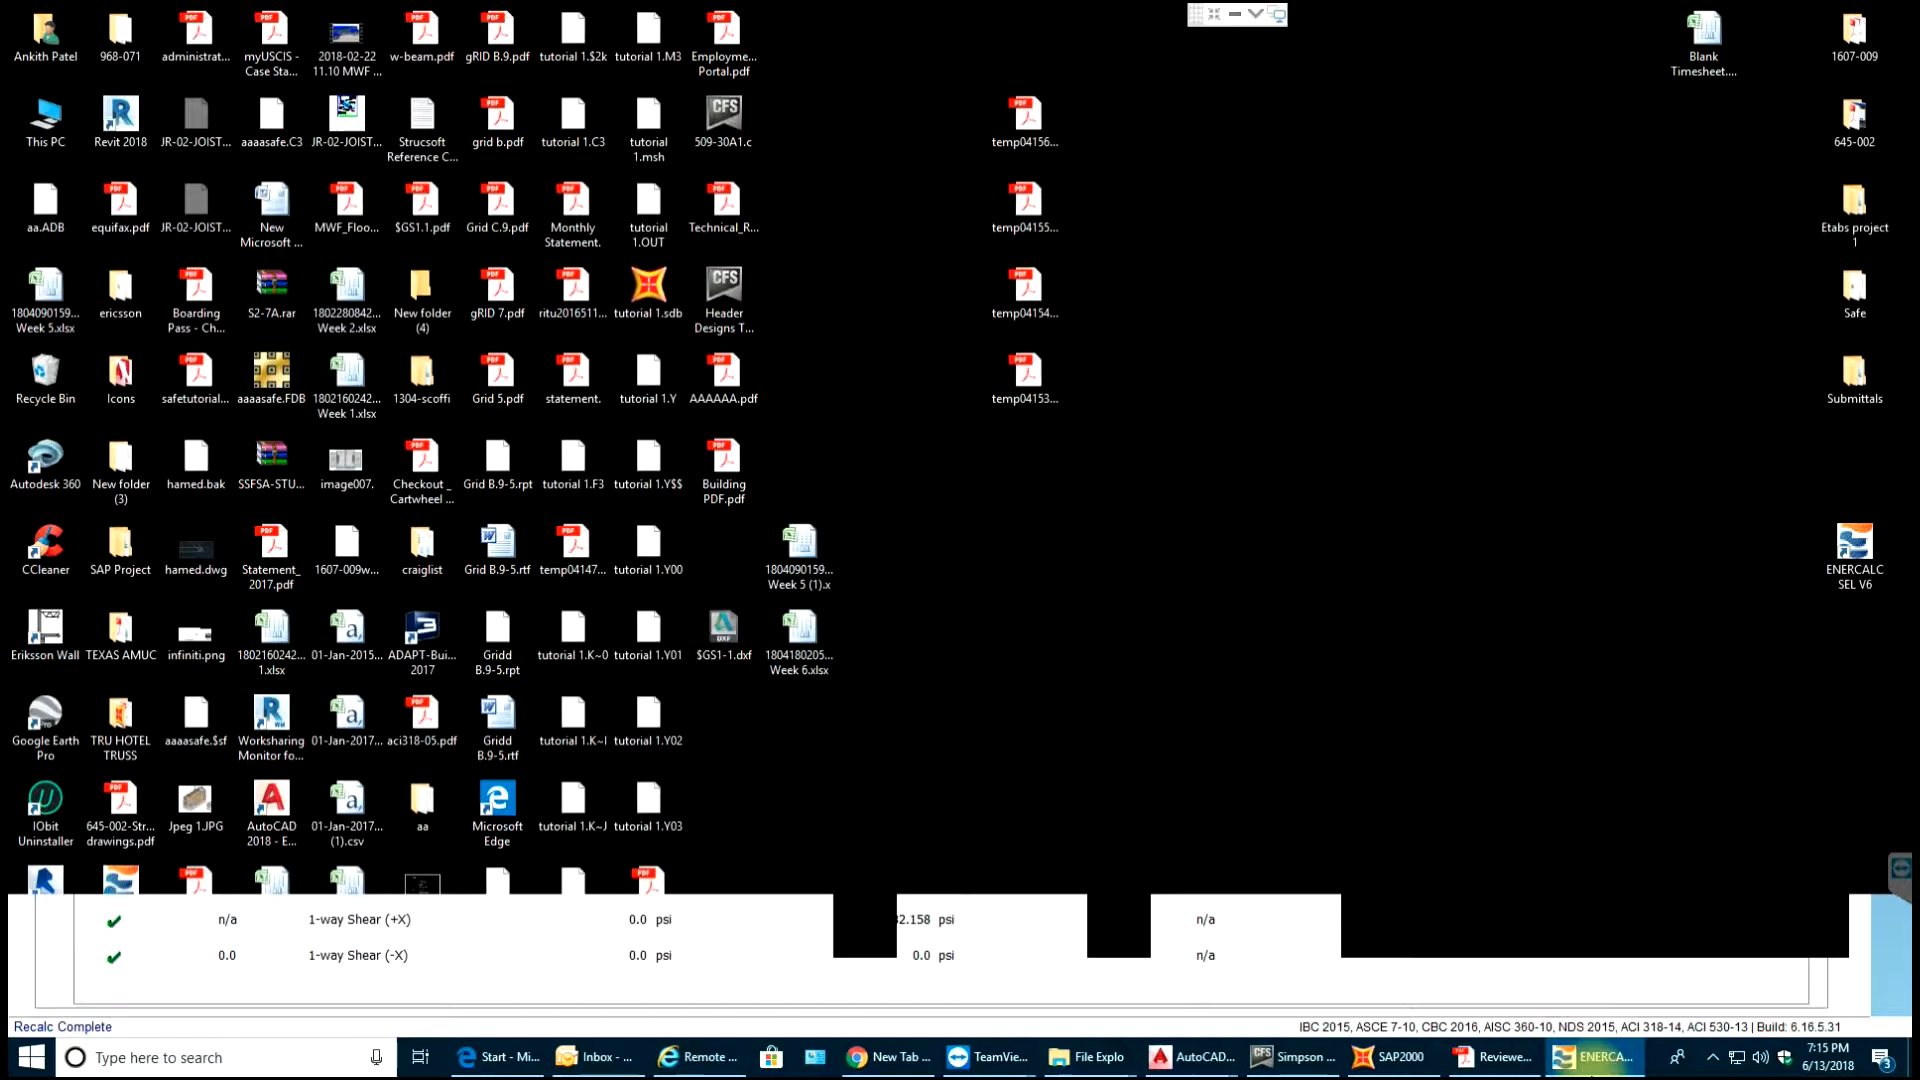 Ankith Patel
968-071
administrat...
myUSCIS -
Case Sta...
2018-02-22
11.10 MWF ...
w-beam.pdf
gRID B.9.pdf
tutorial 1.$2k
tutorial 1.M3
Employme...
Portal.pdf
Blank
Timesheet....
1607-009
This PC
Revit 2018
JR-02-JOIST...
aaaasafe.C3
JR-02-JOIST...
Strucsoft
Reference C...
grid b.pdf
tutorial 1.C3
tutorial
1.msh
509-30A1.c
temp04156...
645-002
aa.ADB
equifax.pdf
JR-02-JOIST...
New
Microsoft ...
MWF_Floo...
$GS1.1.pdf
Grid C.9.pdf
Monthly
Statement.
tutorial
1.OUT
Technical_R...
temp04155...
Etabs project
1
1804090159...
Week 5.xlsx
ericsson
Boarding
Pass - Ch...
S2-7A.rar
1802280842...
Week 2.xlsx
New folder
(4)
gRID 7.pdf
ritu2016511...
tutorial 1.sdb
Header
Designs T...
temp04154...
Safe
Recycle Bin
Icons
safetutorial...
aaaasafe.FDB
1802160242...
Week 1.xlsx
1304-scoffi
Grid 5.pdf
statement.
tutorial 1.Y
AAAAAA.pdf
temp04153...
Submittals
Autodesk 360
New folder
(3)
hamed.bak
SSFSA-STU...
image007.
Checkout _
Cartwheel ...
Grid B.9-5.rpt
tutorial 1.F3
tutorial 1.Y$$
Building
PDF.pdf
CCleaner
SAP Project
hamed.dwg
Statement_
2017.pdf
1607-009w...
craiglist
Grid B.9-5.rtf
temp04147...
tutorial 1.Y00
1804090159...
Week 5 (1).x
ENERCALC
SEL V6
Eriksson Wall
TEXAS AMUC
infiniti.png
1802160242...
1.xlsx
01-Jan-2015...
ADAPT-Bui...
2017
Gridd
B.9-5.rpt
tutorial 1.K~0
tutorial 1.Y01
$GS1-1.dxf
1804180205...
Week 6.xlsx
Google Earth
Pro
TRU HOTEL
TRUSS
aaaasafe.$sf
Worksharing
Monitor fo...
01-Jan-2017...
aci318-05.pdf
Gridd
B.9-5.rtf
tutorial 1.K~I
tutorial 1.Y02
IObit
Uninstaller
645-002-Str...
drawings.pdf
Jpeg 1.JPG
AutoCAD
2018 - E...
01-Jan-2017...
(1).csv
aa
Microsoft
Edge
tutorial 1.K~J
tutorial 1.Y03
n/a 1-way Shear (+X) 0.0 psi 2.158 psi n/a
0.0 1-way Shear (-X) 0.0 psi 0.0 psi n/a
Recalc Complete
IBC 2015, ASCE 7-10, CBC 2016, AISC 360-10, NDS 2015, ACI 318-14, ACI 530-13 | Build: 6.16.5.31
Type here to search
Start - Mi...
Inbox - ...
Remote ...
New Tab ...
TeamVie...
File Explo
AutoCAD...
Simpson ...
SAP2000
Reviewe...
ENERCA...
7:15 PM
6/13/2018
3